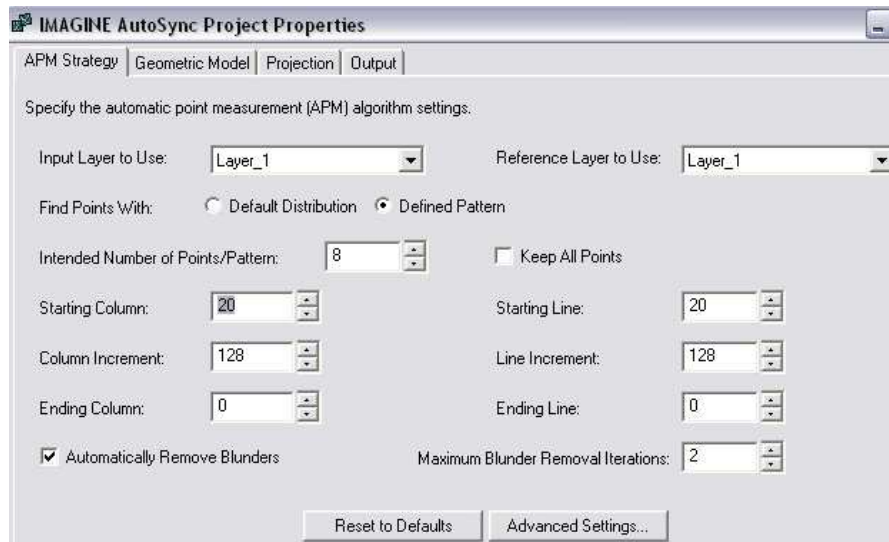 IMAGINE AutoSync Project Properties
APM Strategy Geometric Model Projection Output
Specify the automatic point measurement (APM) algorithm settings.
Input Layer to Use: Layer_1 Reference Layer to Use: Layer_1
Find Points With: Default Distribution Defined Pattern
Intended Number of Points/Pattern: 8 Keep All Points
Starting Column: 20 Starting Line: 20
Column Increment: 128 Line Increment: 128
Ending Column: 0 Ending Line: 0
Automatically Remove Blunders Maximum Blunder Removal Iterations: 2
Reset to Defaults Advanced Settings...